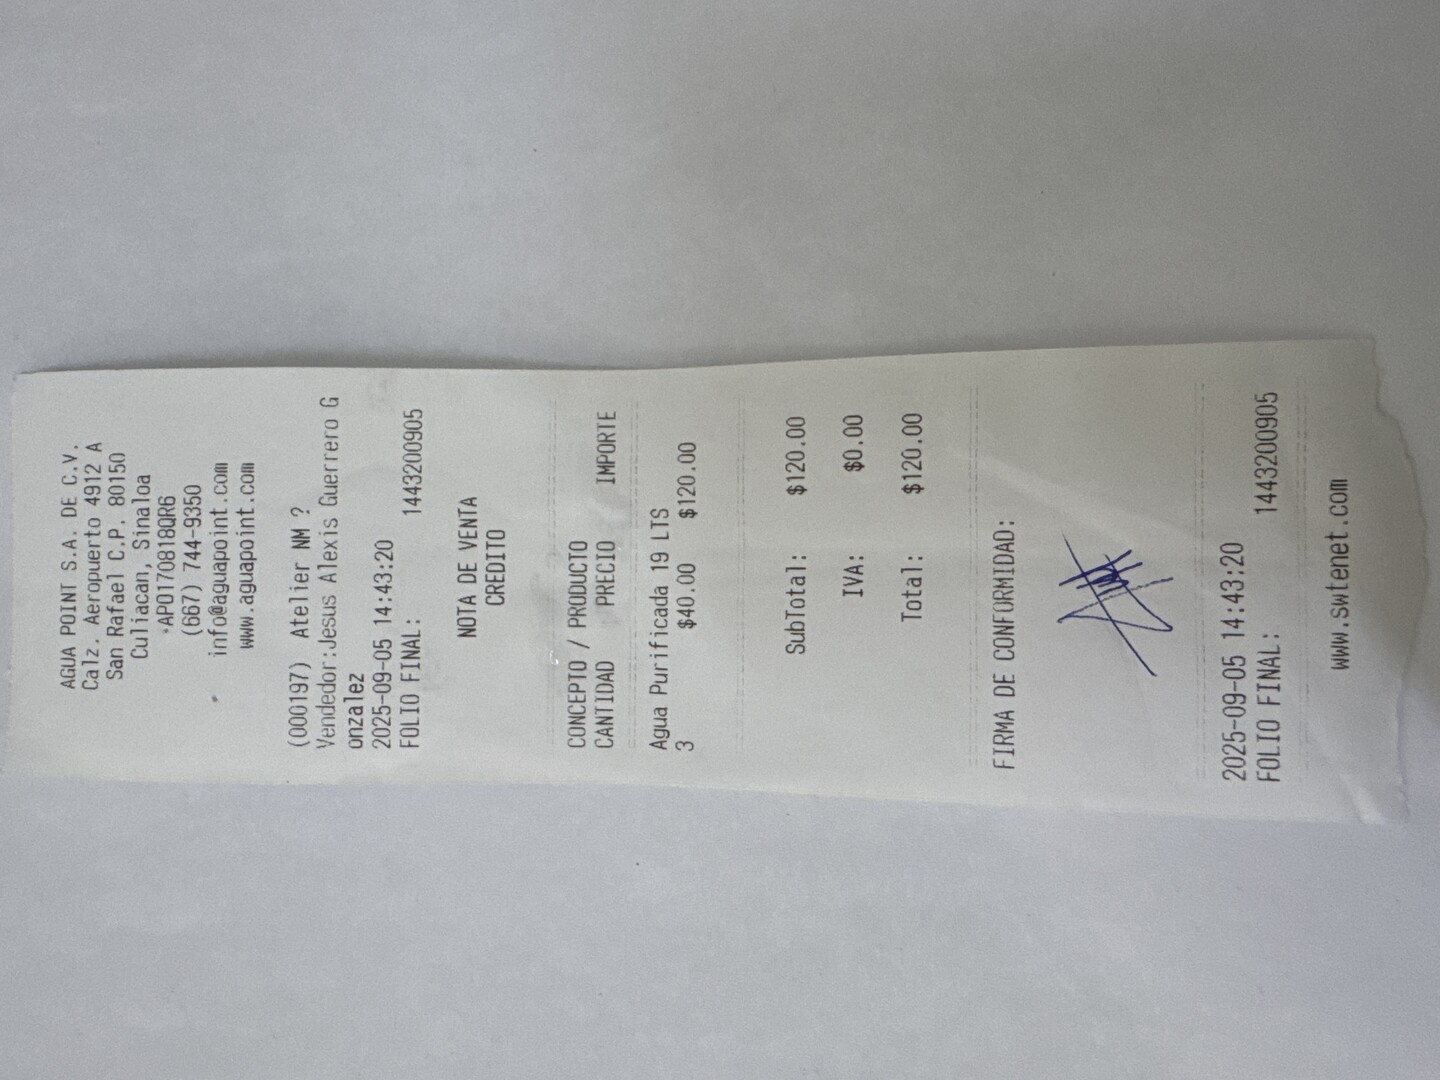 AGUA POINT S.A. DE C.V.
Calz. Aeropuerto 4912 A
San Rafael C.P. 80150
Culiacan, Sinaloa
APO1708180R6
(667) 744-9350
info@aguapoint.com
www.aguapoint.com
(000197) Atelier NM ?
Vendedor:Jesus Alexis Guerrero G
onzalez
2025-09-05 14:43:20
FOLIO FINAL: 1443200905
NOTA DE VENTA
CREDITO
CONCEPTO / PRODUCTO
CANTIDAD PRECIO IMPORTE
Agua Purificada 19 LTS
3 $40.00 $120.00
SubTotal: $120.00
IVA: $0.00
Total: $120.00
FIRMA DE CONFORMIDAD:
2025-09-05 14:43:20
FOLIO FINAL: 1443200905
www.swtenet.com